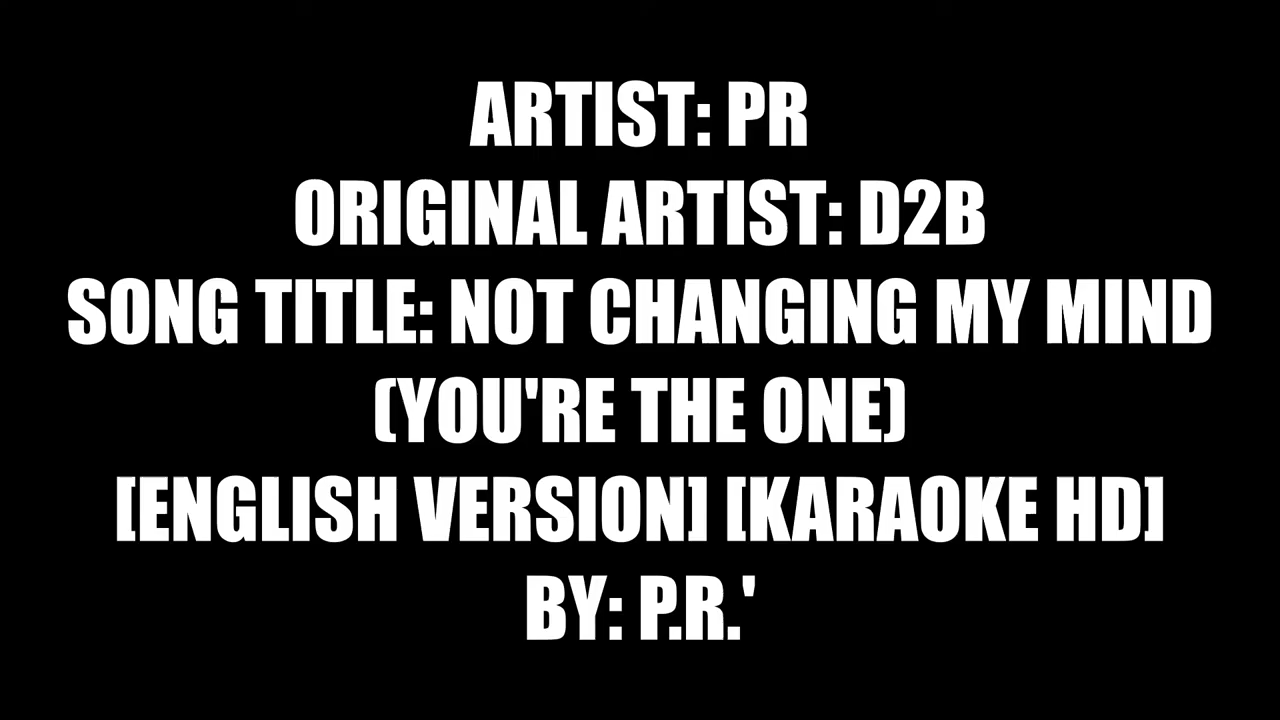 ARTIST: PR
ORIGINAL ARTIST: D2B
SONG TITLE: NOT CHANGING MY MIND
(YOU'RE THE ONE)
[ENGLISH VERSION] [KARAOKE HD]
BY: P.R.'